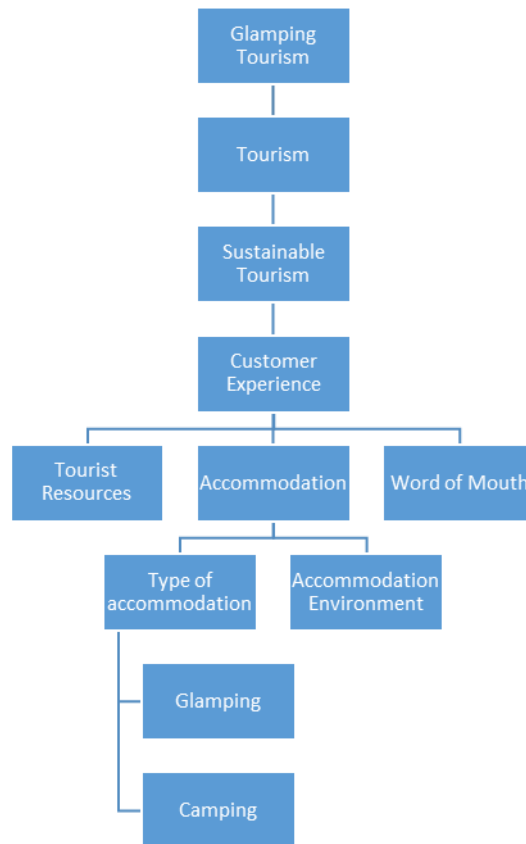 Glamping
Tourism
Tourism
Sustainable
Tourism
Customer
Experience
Tourist
Resources
Accommodation
Word of Mouth
Type of
accommodation
Accommodation
Environment
Glamping
Camping